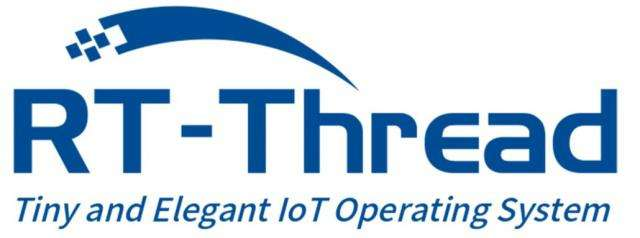 RT-Thread
Tiny and Elegant IoT Operating System